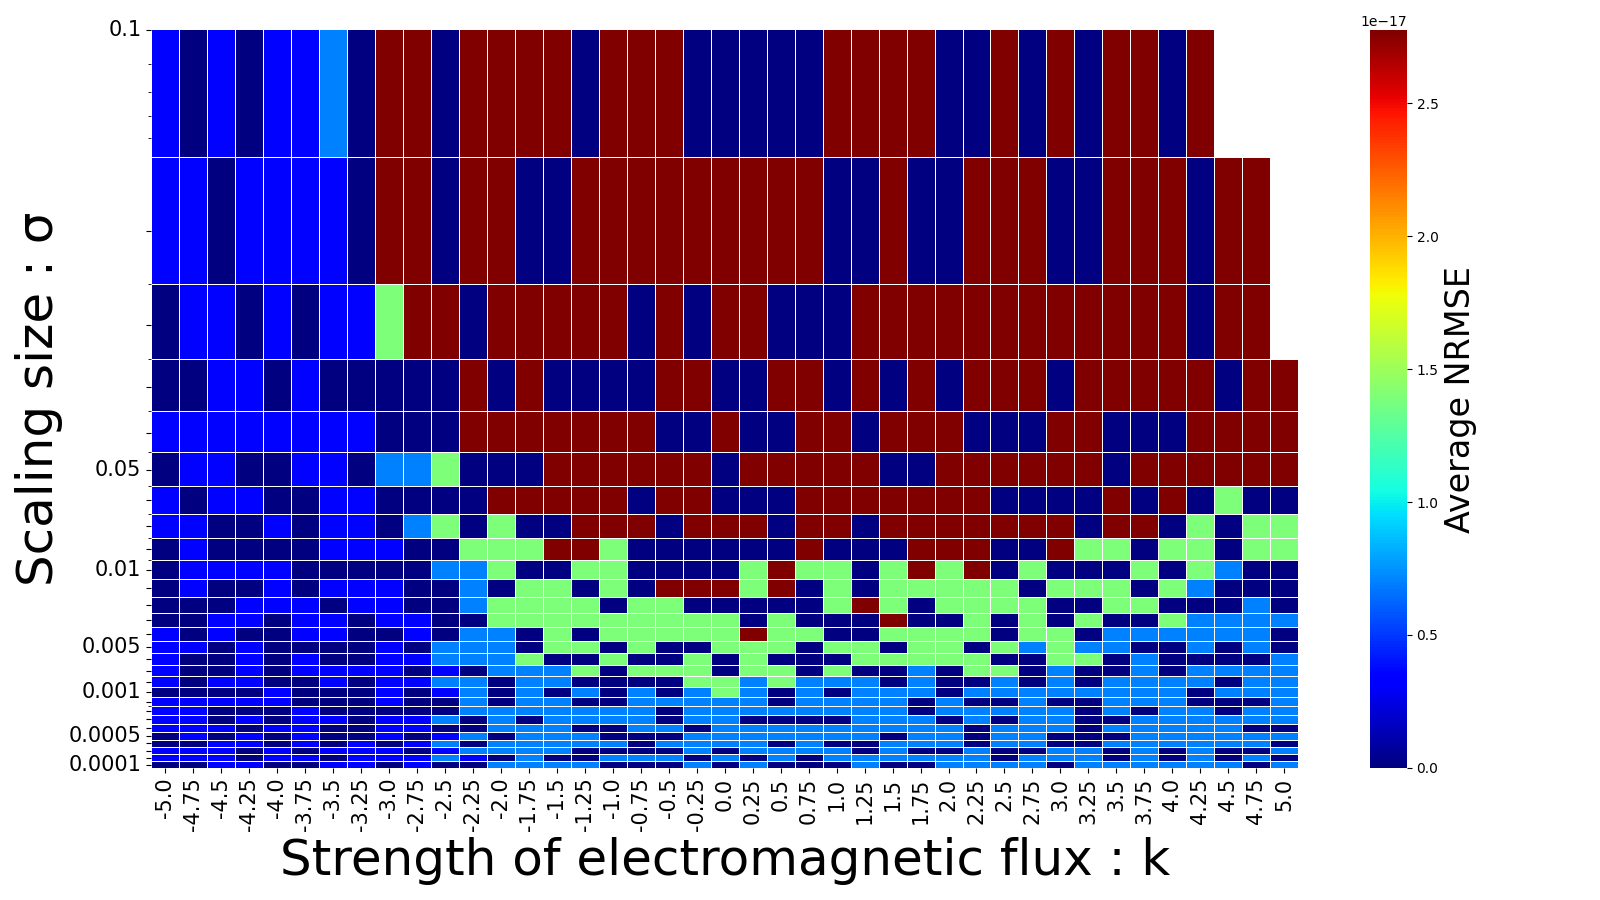 1e−17
0.1
0.05
0.01
0.005
0.001
0.0005
0.0001
Scaling size : σ
-5.0 -4.75 -4.5 -4.25 -4.0 -3.75 -3.5 -3.25 -3.0 -2.75 -2.5 -2.25 -2.0 -1.75 -1.5 -1.25 -1.0 -0.75 -0.5 -0.25 0.0 0.25 0.5 0.75 1.0 1.25 1.5 1.75 2.0 2.25 2.5 2.75 3.0 3.25 3.5 3.75 4.0 4.25 4.5 4.75 5.0
Strength of electromagnetic flux : k
2.5
2.0
1.5
1.0
0.5
0.0
Average NRMSE